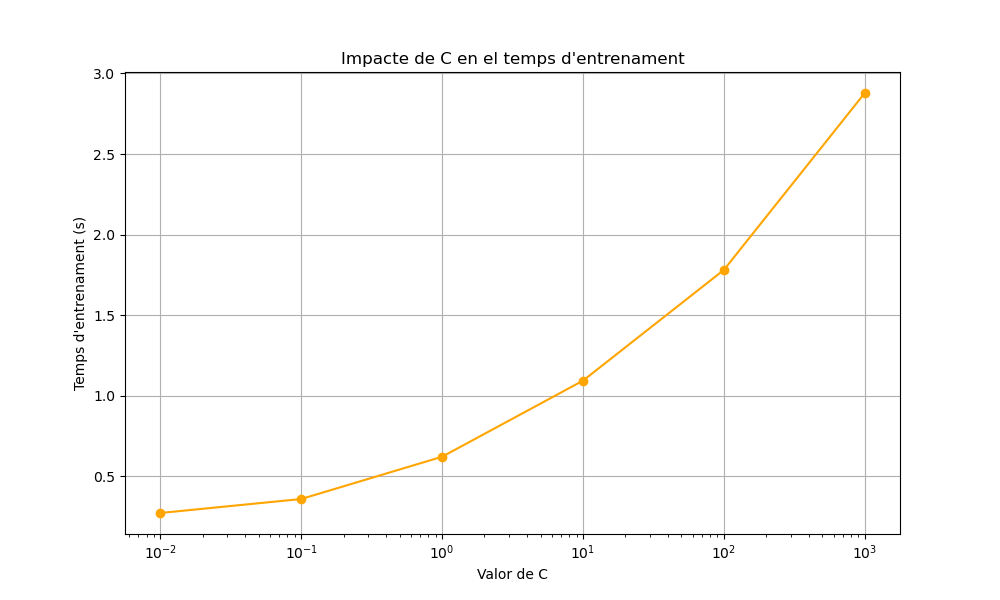 Impacte de C en el temps d'entrenament
Temps d'entrenament (s)
3.0
2.5
2.0
1.5
1.0
0.5
10⁻² 10⁻¹ 10⁰ 10¹ 10² 10³
Valor de C